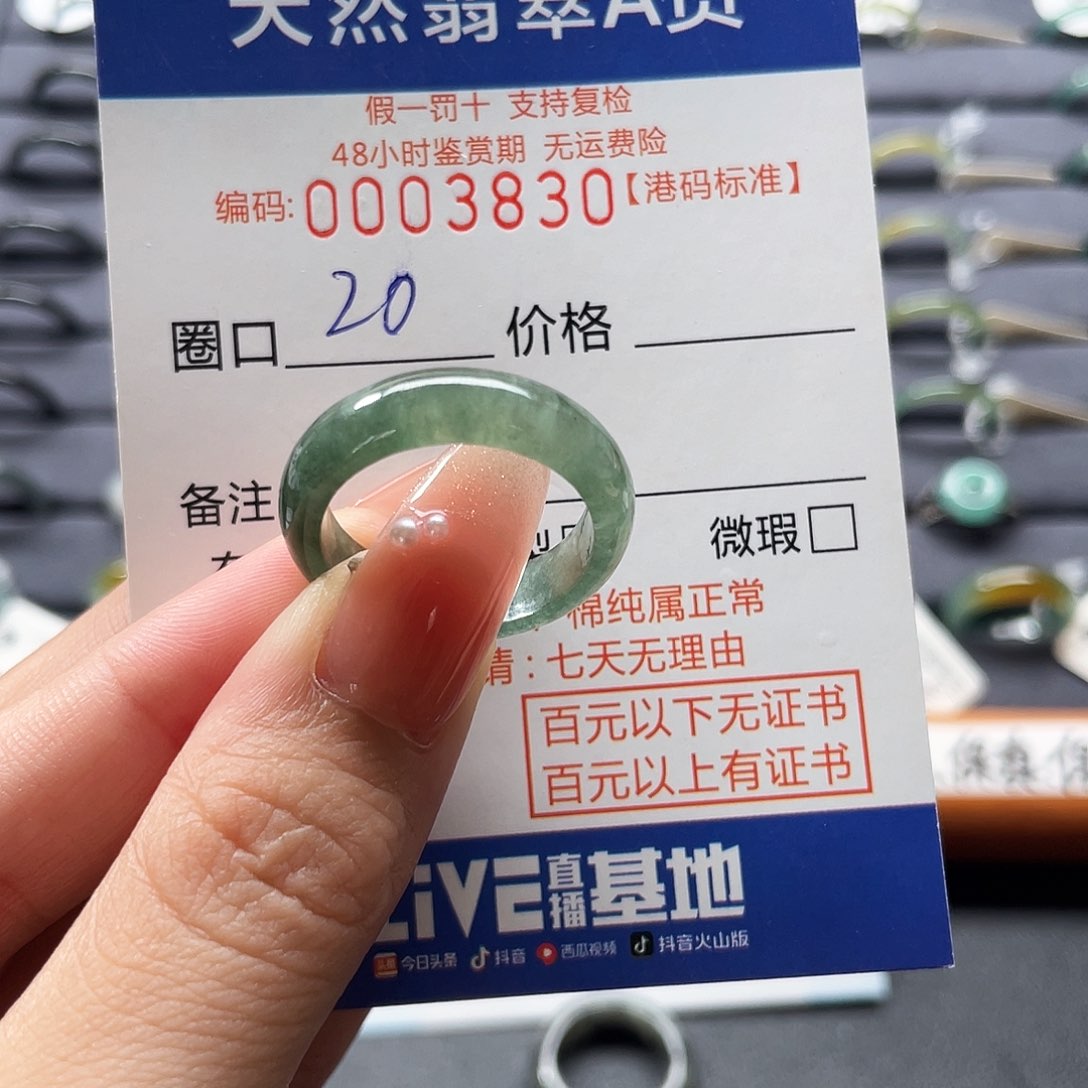 天然翡翠A货
假一罚十 支持复检
48小时鉴赏期 无运费险
编码:0003830【港码标准】
圈口 20 价格
备注
微瑕
棉纯属正常
:七天无理由
百元以下无证书
百元以上有证书
LiVE直播基地
头条 今日头条 抖音 西瓜视频 抖音火山版